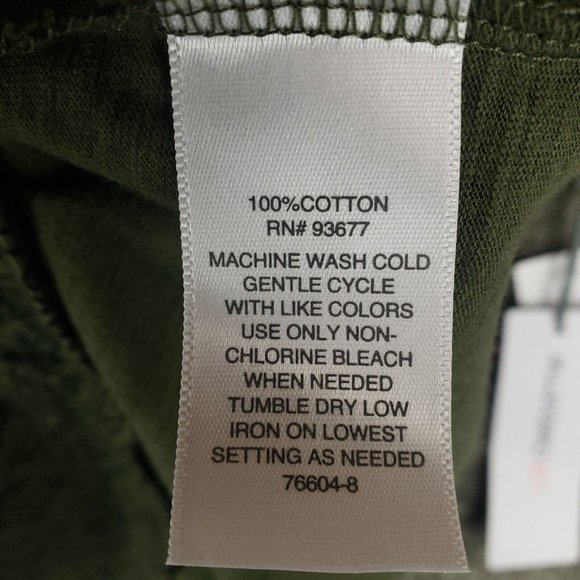 100%COTTON
RN# 93677
MACHINE WASH COLD
GENTLE CYCLE
WITH LIKE COLORS
USE ONLY NON-
CHLORINE BLEACH
WHEN NEEDED
TUMBLE DRY LOW
IRON ON LOWEST
SETTING AS NEEDED
76604-8